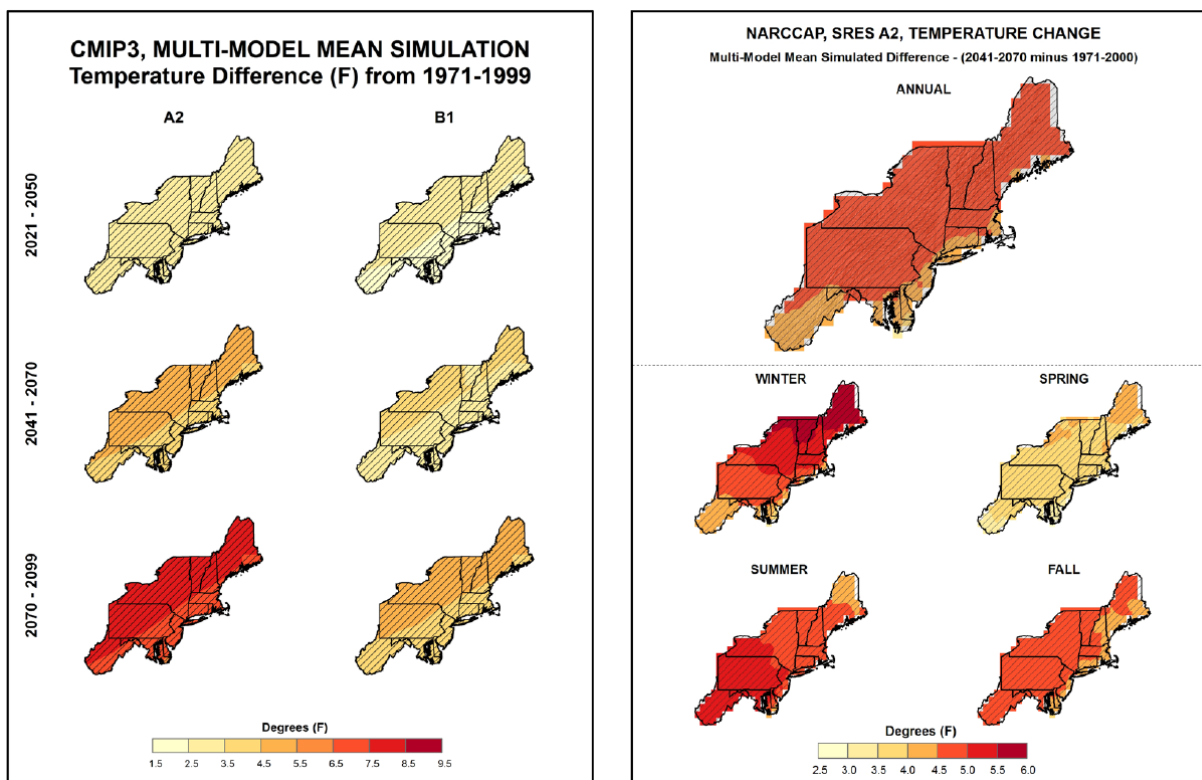 CMIP3, MULTI-MODEL MEAN SIMULATION
Temperature Difference (F) from 1971-1999
A2
B1
2021 - 2050
2041 - 2070
2070 - 2099
Degrees (F)
1.5 2.5 3.5 4.5 5.5 6.5 7.5 8.5 9.5
NARCCAP, SRES A2, TEMPERATURE CHANGE
Multi-Model Mean Simulated Difference - (2041-2070 minus 1971-2000)
ANNUAL
WINTER
SPRING
SUMMER
FALL
Degrees (F)
2.5 3.0 3.5 4.0 4.5 5.0 5.5 6.0